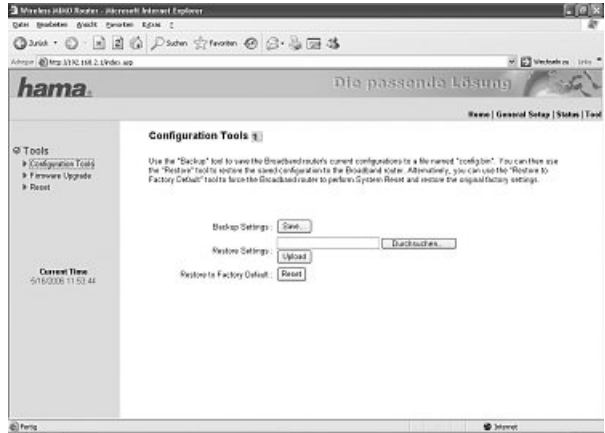 Wireless MIMO Router - Microsoft Internet Explorer
Datei Bearbeiten Ansicht Favoriten Extras ?
Zurück Suchen Favoriten
Adresse http://192.168.2.1/index.asp Wechseln zu Links
hama.
Die passende Lösung
Home | General Setup | Status | Tool
Tools
Configuration Tools
Firmware Upgrade
Reset
Current Time
5/16/2006 11:53:44
Configuration Tools
Use the "Backup" tool to save the Broadband router's current configurations to a file named "config.bin". You can then use
the "Restore" tool to restore the saved configuration to the Broadband router. Alternatively, you can use the "Restore to
Factory Default" tool to force the Broadband router to perform System Reset and restore the original factory settings.
Backup Settings : Save...
Durchsuchen...
Restore Settings :
Upload
Restore to Factory Default : Reset
Fertig
Internet